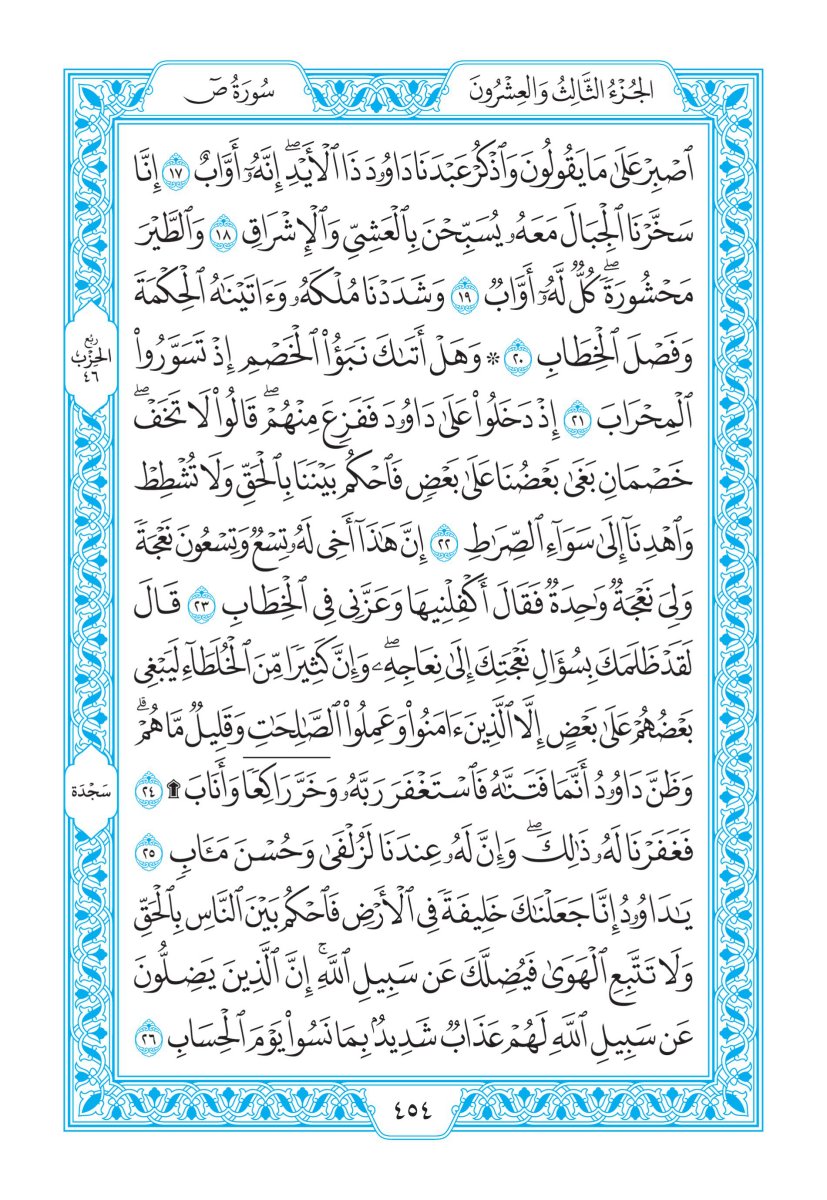 الجُزْءُ الثَّالِثُ وَالعِشْرُونَ
سُورَةُ صٓ
ٱصۡبِرۡ عَلَىٰ مَا يَقُولُونَ وَٱذۡكُرۡ عَبۡدَنَا دَاوُۥدَ ذَا ٱلۡأَيۡدِۖ إِنَّهُۥٓ أَوَّابٌ ١٧ إِنَّا
سَخَّرۡنَا ٱلۡجِبَالَ مَعَهُۥ يُسَبِّحۡنَ بِٱلۡعَشِيِّ وَٱلۡإِشۡرَاقِ ١٨ وَٱلطَّيۡرَ
مَحۡشُورَةٗۖ كُلّٞ لَّهُۥٓ أَوَّابٞ ١٩ وَشَدَدۡنَا مُلۡكَهُۥ وَءَاتَيۡنَٰهُ ٱلۡحِكۡمَةَ
وَفَصۡلَ ٱلۡخِطَابِ ٢٠ ۞ وَهَلۡ أَتَىٰكَ نَبَؤُاْ ٱلۡخَصۡمِ إِذۡ تَسَوَّرُواْ
ٱلۡمِحۡرَابَ ٢١ إِذۡ دَخَلُواْ عَلَىٰ دَاوُۥدَ فَفَزِعَ مِنۡهُمۡۖ قَالُواْ لَا تَخَفۡۖ
خَصۡمَانِ بَغَىٰ بَعۡضُنَا عَلَىٰ بَعۡضٖ فَٱحۡكُم بَيۡنَنَا بِٱلۡحَقِّ وَلَا تُشۡطِطۡ
وَٱهۡدِنَآ إِلَىٰ سَوَآءِ ٱلصِّرَٰطِ ٢٢ إِنَّ هَٰذَآ أَخِي لَهُۥ تِسۡعٞ وَتِسۡعُونَ نَعۡجَةٗ
وَلِيَ نَعۡجَةٞ وَٰحِدَةٞ فَقَالَ أَكۡفِلۡنِيهَا وَعَزَّنِي فِي ٱلۡخِطَابِ ٢٣ قَالَ
لَقَدۡ ظَلَمَكَ بِسُؤَالِ نَعۡجَتِكَ إِلَىٰ نِعَاجِهِۦۖ وَإِنَّ كَثِيرٗا مِّنَ ٱلۡخُلَطَآءِ لَيَبۡغِي
بَعۡضُهُمۡ عَلَىٰ بَعۡضٍ إِلَّا ٱلَّذِينَ ءَامَنُواْ وَعَمِلُواْ ٱلصَّٰلِحَٰتِ وَقَلِيلٞ مَّا هُمۡۗ
وَظَنَّ دَاوُۥدُ أَنَّمَا فَتَنَّٰهُ فَٱسۡتَغۡفَرَ رَبَّهُۥ وَخَرَّۤ رَاكِعٗاۤ وَأَنَابَ ۩ ٢٤
فَغَفَرۡنَا لَهُۥ ذَٰلِكَۖ وَإِنَّ لَهُۥ عِندَنَا لَزُلۡفَىٰ وَحُسۡنَ مَـَٔابٖ ٢٥
يَٰدَاوُۥدُ إِنَّا جَعَلۡنَٰكَ خَلِيفَةٗ فِي ٱلۡأَرۡضِ فَٱحۡكُم بَيۡنَ ٱلنَّاسِ بِٱلۡحَقِّ
وَلَا تَتَّبِعِ ٱلۡهَوَىٰ فَيُضِلَّكَ عَن سَبِيلِ ٱللَّهِۚ إِنَّ ٱلَّذِينَ يَضِلُّونَ
عَن سَبِيلِ ٱللَّهِ لَهُمۡ عَذَابٞ شَدِيدُۢ بِمَا نَسُواْ يَوۡمَ ٱلۡحِسَابِ ٢٦
رُبْع
الحِزْب
٤٦
سَجْدَة
٤٥٤